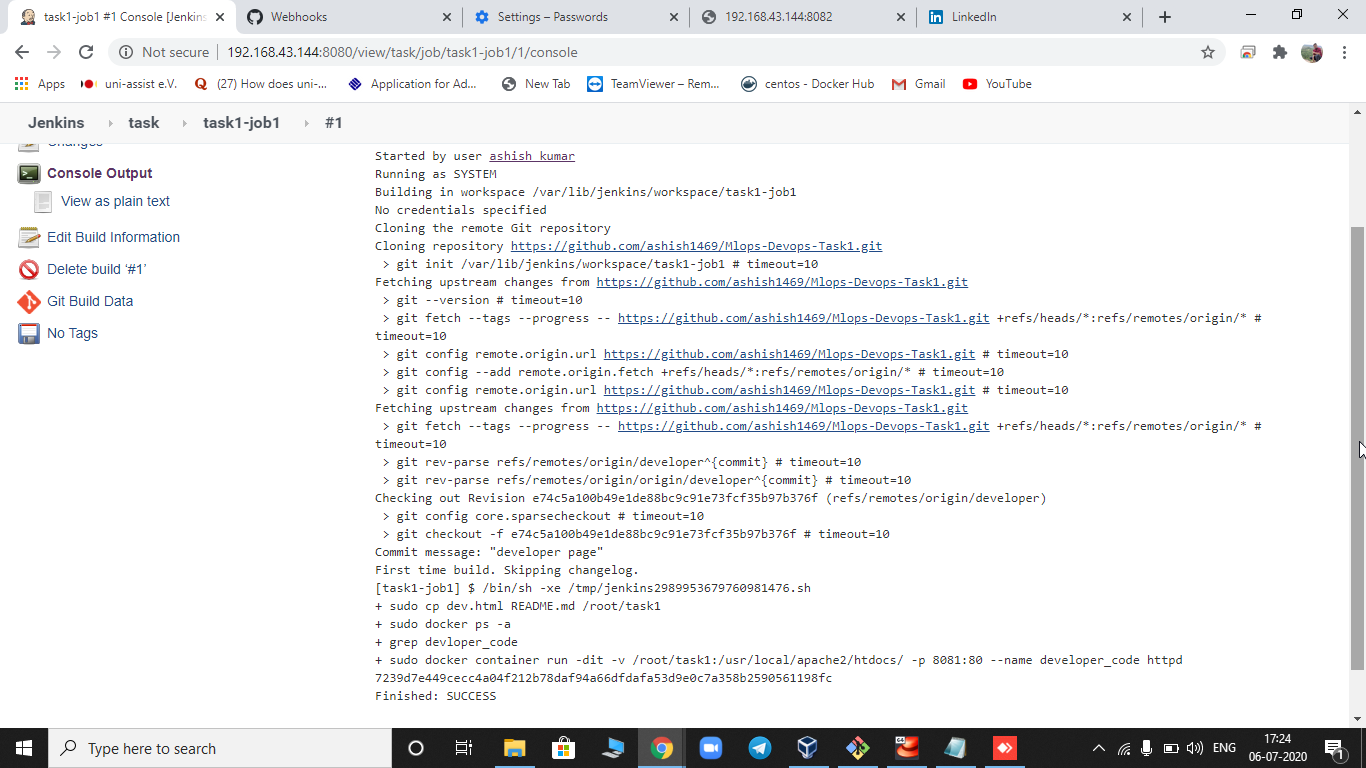 task1-job1 #1 Console [Jenkins
Webhooks
Settings – Passwords
192.168.43.144:8082
LinkedIn
Not secure
192.168.43.144:8080/view/task/job/task1-job1/1/console
Apps
uni-assist e.V.
(27) How does uni-...
Application for Ad...
New Tab
TeamViewer – Rem...
centos - Docker Hub
Gmail
YouTube
Jenkins
task
task1-job1
#1
Changes
Console Output
View as plain text
Edit Build Information
Delete build ‘#1’
Git Build Data
No Tags
Started by user ashish kumar
Running as SYSTEM
Building in workspace /var/lib/jenkins/workspace/task1-job1
No credentials specified
Cloning the remote Git repository
Cloning repository https://github.com/ashish1469/Mlops-Devops-Task1.git
> git init /var/lib/jenkins/workspace/task1-job1 # timeout=10
Fetching upstream changes from https://github.com/ashish1469/Mlops-Devops-Task1.git
> git --version # timeout=10
> git fetch --tags --progress -- https://github.com/ashish1469/Mlops-Devops-Task1.git +refs/heads/*:refs/remotes/origin/* #
timeout=10
> git config remote.origin.url https://github.com/ashish1469/Mlops-Devops-Task1.git # timeout=10
> git config --add remote.origin.fetch +refs/heads/*:refs/remotes/origin/* # timeout=10
> git config remote.origin.url https://github.com/ashish1469/Mlops-Devops-Task1.git # timeout=10
Fetching upstream changes from https://github.com/ashish1469/Mlops-Devops-Task1.git
> git fetch --tags --progress -- https://github.com/ashish1469/Mlops-Devops-Task1.git +refs/heads/*:refs/remotes/origin/* #
timeout=10
> git rev-parse refs/remotes/origin/developer^{commit} # timeout=10
> git rev-parse refs/remotes/origin/origin/developer^{commit} # timeout=10
Checking out Revision e74c5a100b49e1de88bc9c91e73fcf35b97b376f (refs/remotes/origin/developer)
> git config core.sparsecheckout # timeout=10
> git checkout -f e74c5a100b49e1de88bc9c91e73fcf35b97b376f # timeout=10
Commit message: "developer page"
First time build. Skipping changelog.
[task1-job1] $ /bin/sh -xe /tmp/jenkins2989953679760981476.sh
+ sudo cp dev.html README.md /root/task1
+ sudo docker ps -a
+ grep devloper_code
+ sudo docker container run -dit -v /root/task1:/usr/local/apache2/htdocs/ -p 8081:80 --name developer_code httpd
7239d7e449cecc4a04f212b78daf94a66dfdafa53d9e0c7a358b2590561198fc
Finished: SUCCESS
Type here to search
64
ENG
17:24
06-07-2020
1